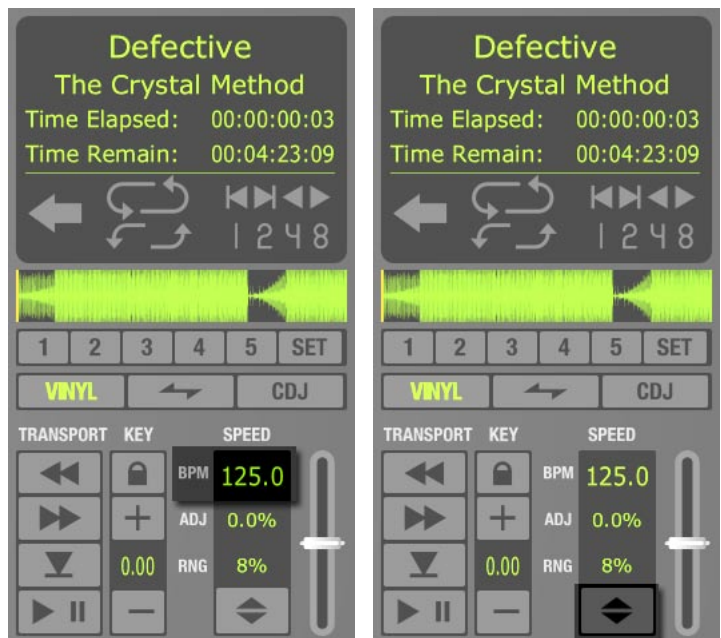 Defective
The Crystal Method
Time Elapsed: 00:00:00:03
Time Remain: 00:04:23:09
1 2 4 8
1 2 3 4 5 SET
VINYL CDJ
TRANSPORT KEY SPEED
BPM 125.0
ADJ 0.0%
0.00 RNG 8%
Defective
The Crystal Method
Time Elapsed: 00:00:00:03
Time Remain: 00:04:23:09
1 2 4 8
1 2 3 4 5 SET
VINYL CDJ
TRANSPORT KEY SPEED
BPM 125.0
ADJ 0.0%
0.00 RNG 8%